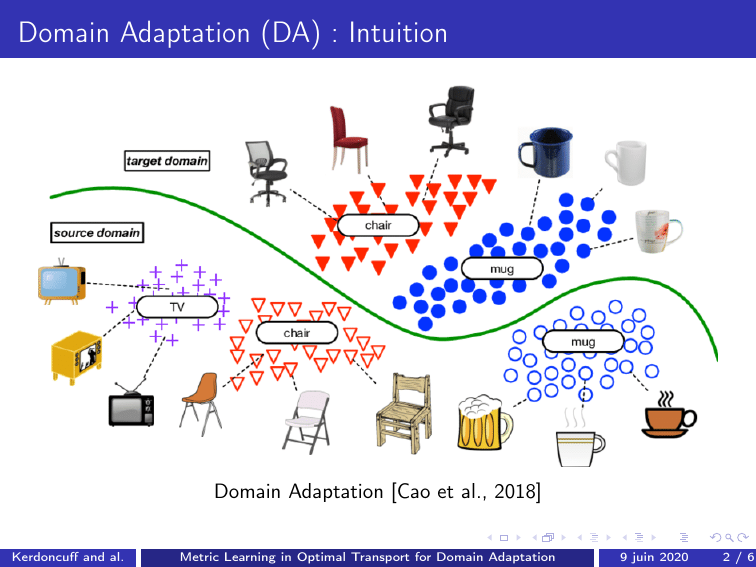 Domain Adaptation (DA) : Intuition
target domain
source domain
chair
mug
TV
chair
mug
Domain Adaptation [Cao et al., 2018]
Kerdoncuff and al.
Metric Learning in Optimal Transport for Domain Adaptation
9 juin 2020
2 / 6